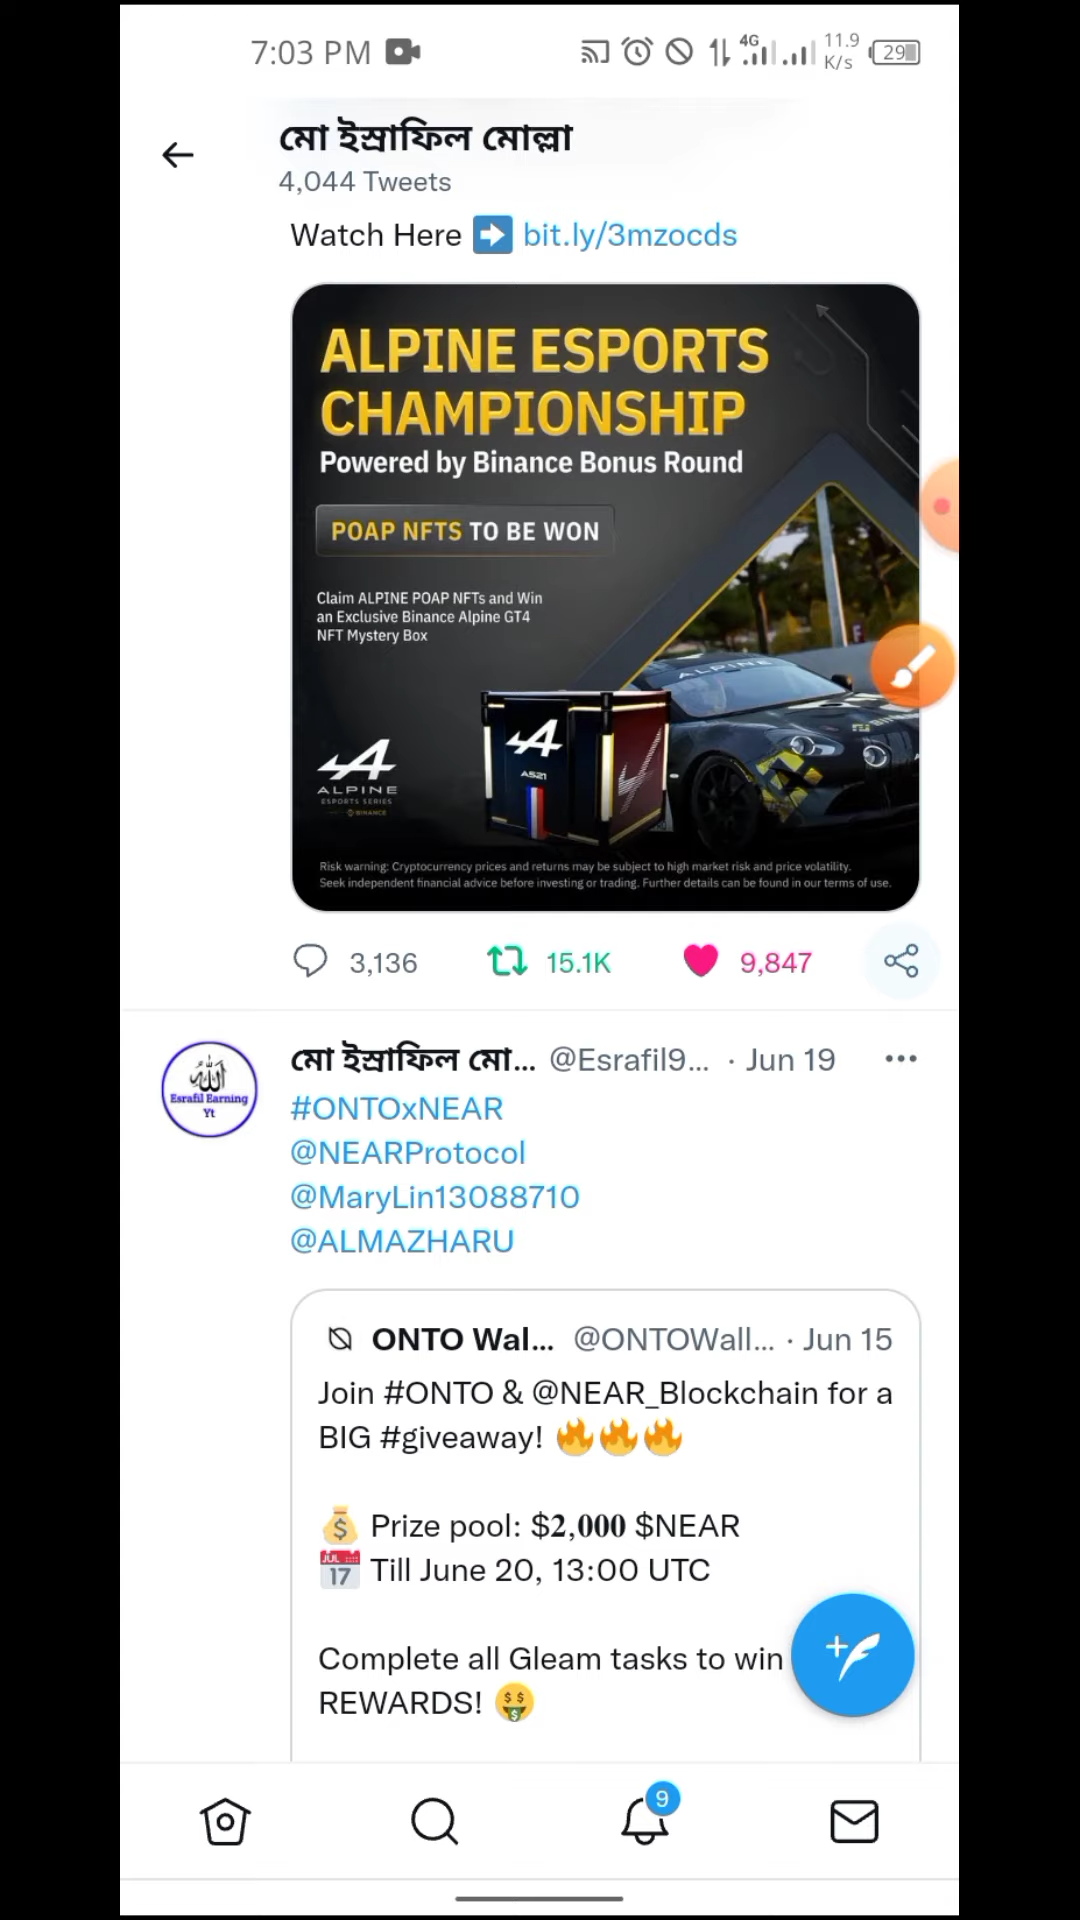 7:03 PM
4G
11.9
K/s
29
মো ইস্রাফিল মোল্লা
4,044 Tweets
Watch Here ➡️ bit.ly/3mzocds
ALPINE ESPORTS
CHAMPIONSHIP
Powered by Binance Bonus Round
POAP NFTS TO BE WON
Claim ALPINE POAP NFTs and Win
an Exclusive Binance Alpine GT4
NFT Mystery Box
ALPINE
A521
ALPINE
ESPORTS SERIES
BINANCE
Risk warning: Cryptocurrency prices and returns may be subject to high market risk and price volatility.
Seek independent financial advice before investing or trading. Further details can be found in our terms of use.
3,136 15.1K 9,847
মো ইস্রাফিল মো... @Esrafil9... · Jun 19
Esrafil Earning
Yt
الله
#ONTOxNEAR
@NEARProtocol
@MaryLin13088710
@ALMAZHARU
ONTO Wal... @ONTOWall... · Jun 15
Join #ONTO & @NEAR_Blockchain for a
BIG #giveaway! 🔥🔥🔥
💰 Prize pool: $𝟐,𝟎𝟎𝟎 $NEAR
📅 Till June 20, 13:00 UTC
Complete all Gleam tasks to win
REWARDS! 🤑
9